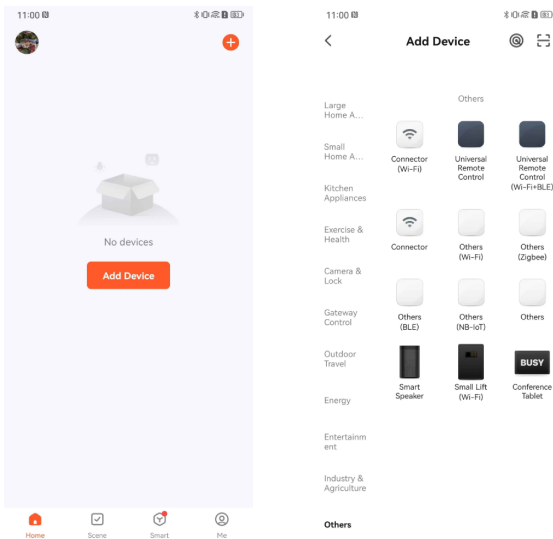 11:00
No devices
Add Device
Home
Scene
Smart
Me
11:00
Add Device
Large
Home A...
Small
Home A...
Kitchen
Appliances
Exercise &
Health
Camera &
Lock
Gateway
Control
Outdoor
Travel
Energy
Entertainm
ent
Industry &
Agriculture
Others
Others
Connector
(Wi-Fi)
Universal
Remote
Control
Universal
Remote
Control
(Wi-Fi+BLE)
Connector
Others
(Wi-Fi)
Others
(Zigbee)
Others
(BLE)
Others
(NB-IoT)
Others
Smart
Speaker
Small Lift
(Wi-Fi)
BUSY
Conference
Tablet